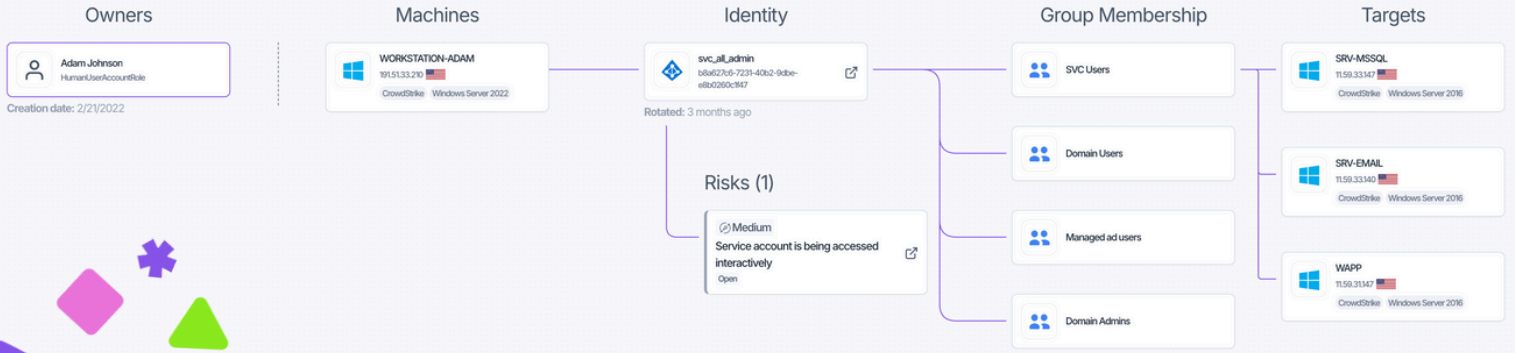 Owners
Machines
Identity
Group Membership
Targets
Adam Johnson
HumanUserAccountRole
Creation date: 2/21/2022
WORKSTATION-ADAM
191.51.33.210
CrowdStrike Windows Server 2022
svc_all_admin
b8a627c6-7231-40b2-9dbe-
e8b0260c1f47
Rotated: 3 months ago
Risks (1)
Medium
Service account is being accessed
interactively
Open
SVC Users
Domain Users
Managed ad users
Domain Admins
SRV-MSSQL
11.59.33.147
CrowdStrike Windows Server 2016
SRV-EMAIL
11.59.33.140
CrowdStrike Windows Server 2016
WAPP
11.59.31.147
CrowdStrike Windows Server 2016